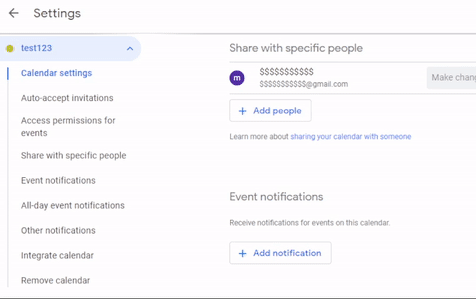 Settings
test123
Calendar settings
Auto-accept invitations
Access permissions for
events
Share with specific people
Event notifications
All-day event notifications
Other notifications
Integrate calendar
Remove calendar
Share with specific people
m
$$$$$$$$$$$
$$$$$$$$$$$@gmail.com
Make chang
+ Add people
Learn more about sharing your calendar with someone
Event notifications
Receive notifications for events on this calendar.
+ Add notification